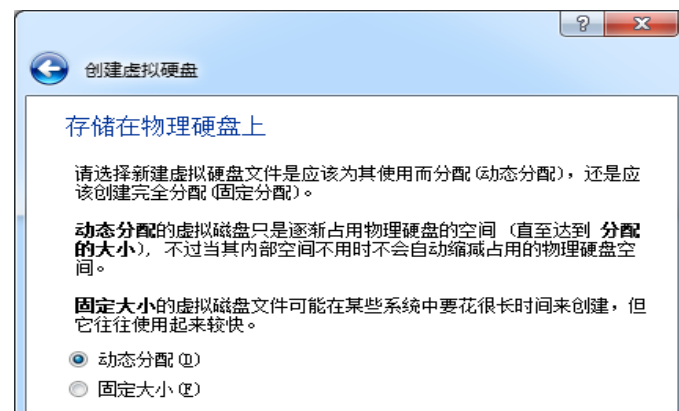 创建虚拟硬盘
存储在物理硬盘上
请选择新建虚拟硬盘文件是应该为其使用而分配(动态分配)，还是应
该创建完全分配(固定分配)。
动态分配的虚拟磁盘只是逐渐占用物理硬盘的空间（直至达到 分配
的大小），不过当其内部空间不用时不会自动缩减占用的物理硬盘空
间。
固定大小的虚拟磁盘文件可能在某些系统中要花很长时间来创建，但
它往往使用起来较快。
动态分配(D)
固定大小(F)